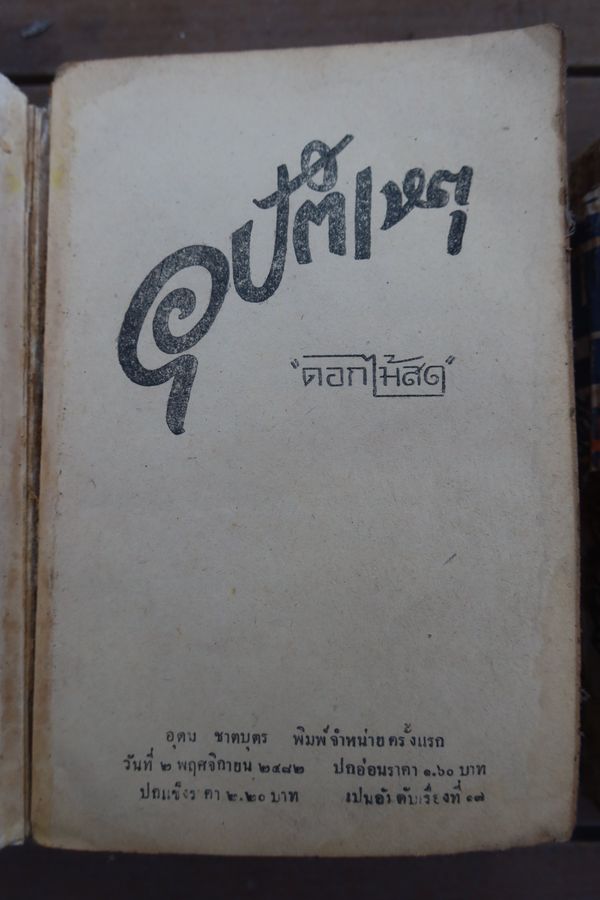 อุบัติเหตุ
"ดอกไม้สด"
อุดม ชาตบุตร พิมพ์จำหน่ายครั้งแรก
วันที่ ๒ พฤศจิกายน ๒๔๘๒ ปกอ่อนราคา ๑.๖๐ บาท
ปกแข็งราคา ๒.๒๐ บาท เปนอันดับเรื่องที่ ๑๗